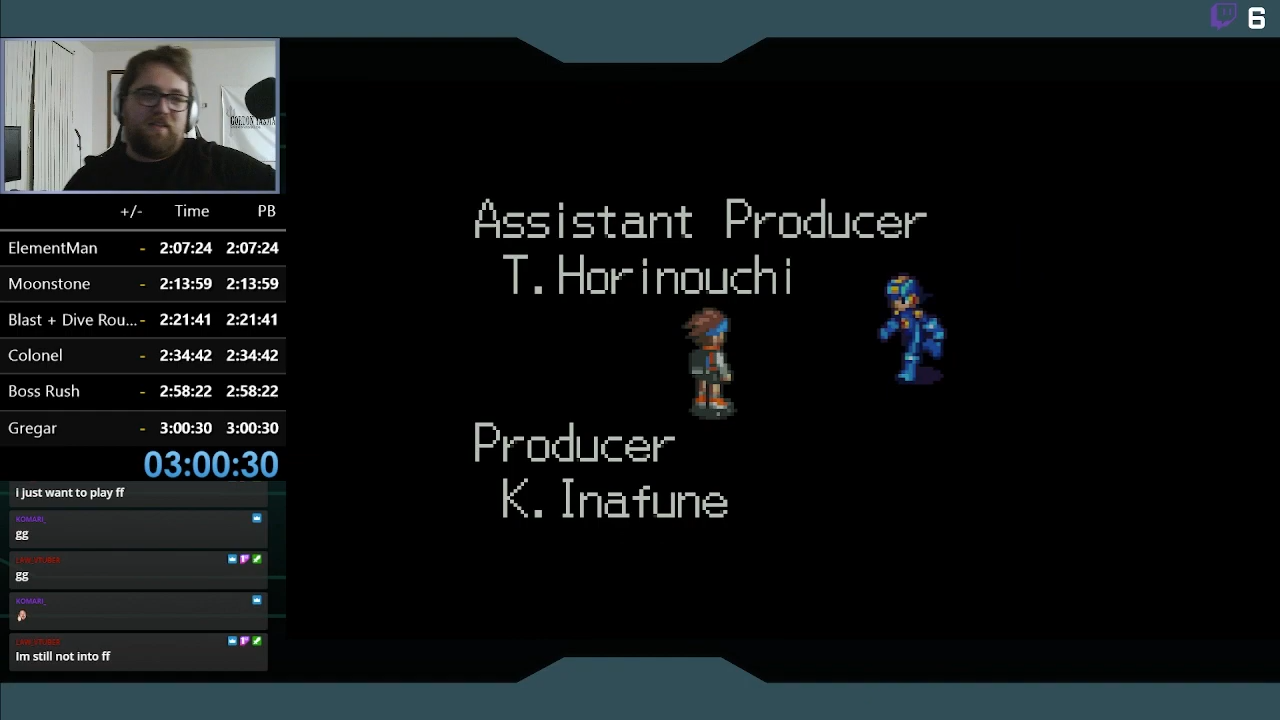 6
GORDON
+/- Time PB
ElementMan - 2:07:24 2:07:24
Moonstone - 2:13:59 2:13:59
Blast + Dive Rou... - 2:21:41 2:21:41
Colonel - 2:34:42 2:34:42
Boss Rush - 2:58:22 2:58:22
Gregar - 3:00:30 3:00:30
03:00:30
i just want to play ff
KOMARI_
gg
gg
KOMARI_
Im still not into ff
Assistant Producer
T.Horinouchi
Producer
K.Inafune